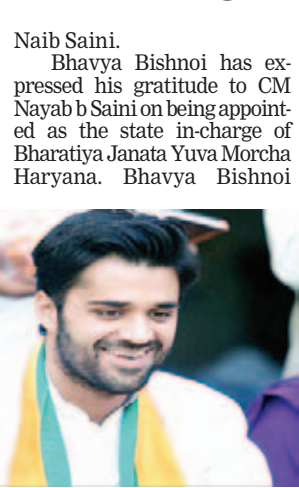 Naib Saini.
Bhavya Bishnoi has ex-
pressed his gratitude to CM
Nayab b Saini on being appoint-
ed as the state in-charge of
Bharatiya Janata Yuva Morcha
Haryana. Bhavya Bishnoi